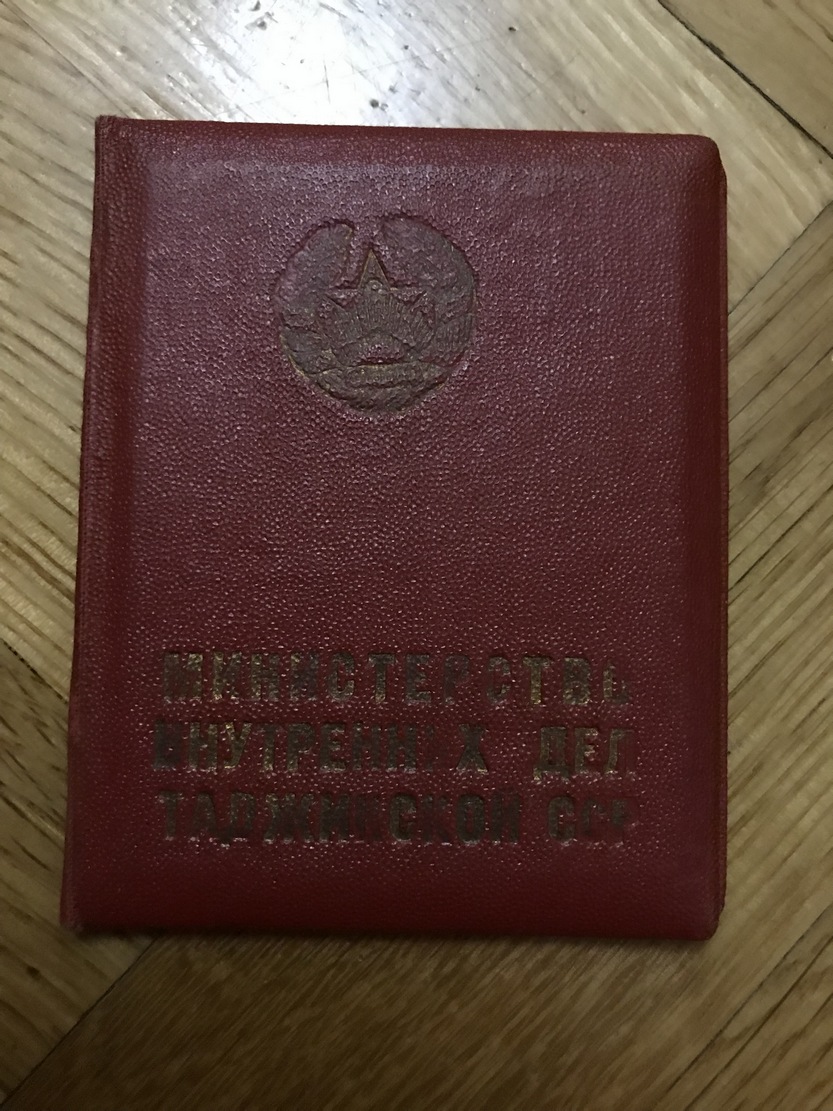 МИНИСТЕРСТВО
ВНУТРЕННИХ ДЕЛ
ТАДЖИКСКОЙ ССР